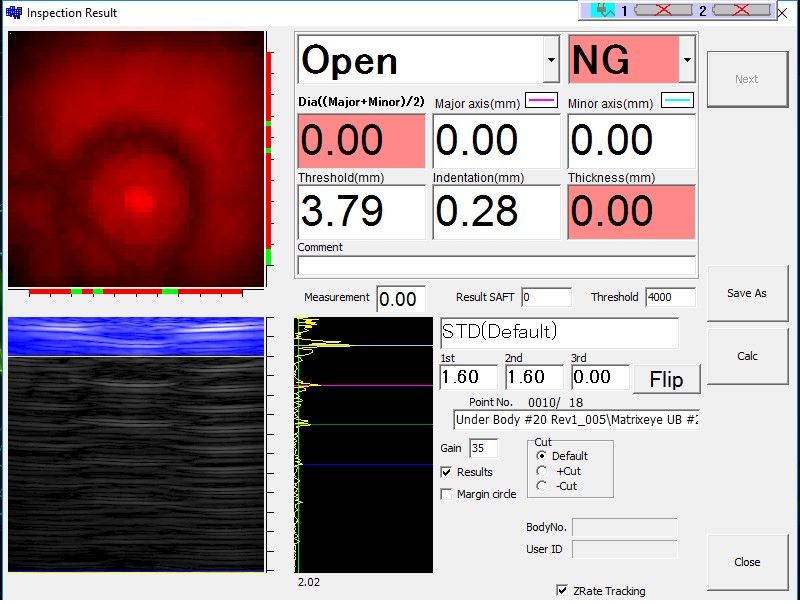 Inspection Result
1 2
Open NG
Next
Dia((Major+Minor)/2) Major axis(mm) Minor axis(mm)
0.00 0.00 0.00
Threshold(mm) Indentation(mm) Thickness(mm)
3.79 0.28 0.00
Comment
Measurement 0.00 Result SAFT 0 Threshold 4000
Save As
STD(Default)
Calc
1st 2nd 3rd
1.60 1.60 0.00 Flip
Point No. 0010/ 18
Under Body #20 Rev1_005\Matrixeye UB #2
Gain 35
Cut
Default
+Cut
-Cut
Results
Margin circle
BodyNo.
User ID
Close
2.02
ZRate Tracking